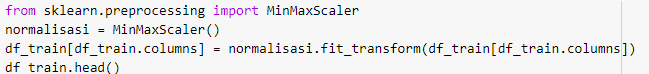 from sklearn.preprocessing import MinMaxScaler
normalisasi = MinMaxScaler()
df_train[df_train.columns] = normalisasi.fit_transform(df_train[df_train.columns])
df_train.head()